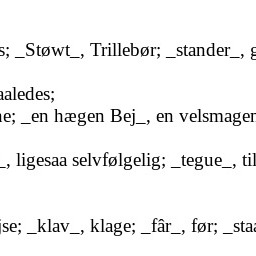 s; _Støwt_, Trillebør; _stander_, g
aaledes;
ne; _en hægen Bej_, en velsmagen
_, ligesaa selvfølgelig; _tegue_, til
jse; _klav_, klage; _fâr_, før; _staa